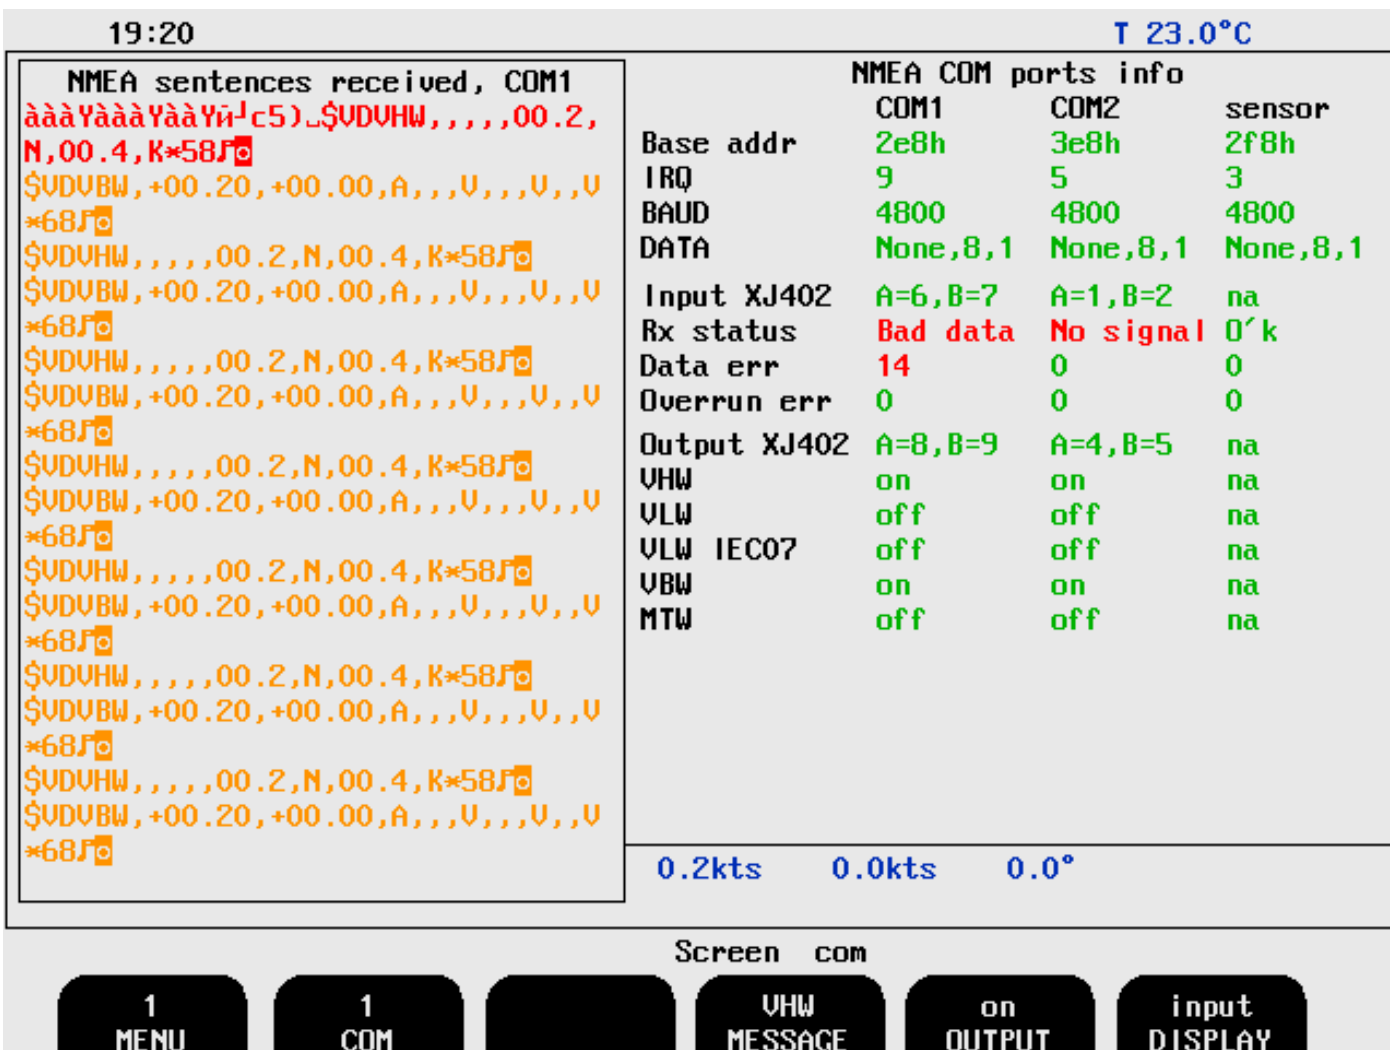 19:20
T 23.0°C
NMEA sentences received, COM1
àààYàààYààYй┘c5)⌴$VDVHW,,,,,00.2,
N,00.4,K*58♪◙
$VDVBW,+00.20,+00.00,A,,,V,,,V,,V
*68♪◙
$VDVHW,,,,,00.2,N,00.4,K*58♪◙
$VDVBW,+00.20,+00.00,A,,,V,,,V,,V
*68♪◙
$VDVHW,,,,,00.2,N,00.4,K*58♪◙
$VDVBW,+00.20,+00.00,A,,,V,,,V,,V
*68♪◙
$VDVHW,,,,,00.2,N,00.4,K*58♪◙
$VDVBW,+00.20,+00.00,A,,,V,,,V,,V
*68♪◙
$VDVHW,,,,,00.2,N,00.4,K*58♪◙
$VDVBW,+00.20,+00.00,A,,,V,,,V,,V
*68♪◙
$VDVHW,,,,,00.2,N,00.4,K*58♪◙
$VDVBW,+00.20,+00.00,A,,,V,,,V,,V
*68♪◙
$VDVHW,,,,,00.2,N,00.4,K*58♪◙
$VDVBW,+00.20,+00.00,A,,,V,,,V,,V
*68♪◙
NMEA COM ports info
COM1 COM2 sensor
Base addr 2e8h 3e8h 2f8h
IRQ 9 5 3
BAUD 4800 4800 4800
DATA None,8,1 None,8,1 None,8,1
Input XJ402 A=6,B=7 A=1,B=2 na
Rx status Bad data No signal O´k
Data err 14 0 0
Overrun err 0 0 0
Output XJ402 A=8,B=9 A=4,B=5 na
VHW on on na
VLW off off na
VLW IEC07 off off na
VBW on on na
MTW off off na
0.2kts 0.0kts 0.0°
Screen com
1 MENU
1 COM
VHW MESSAGE
on OUTPUT
input DISPLAY